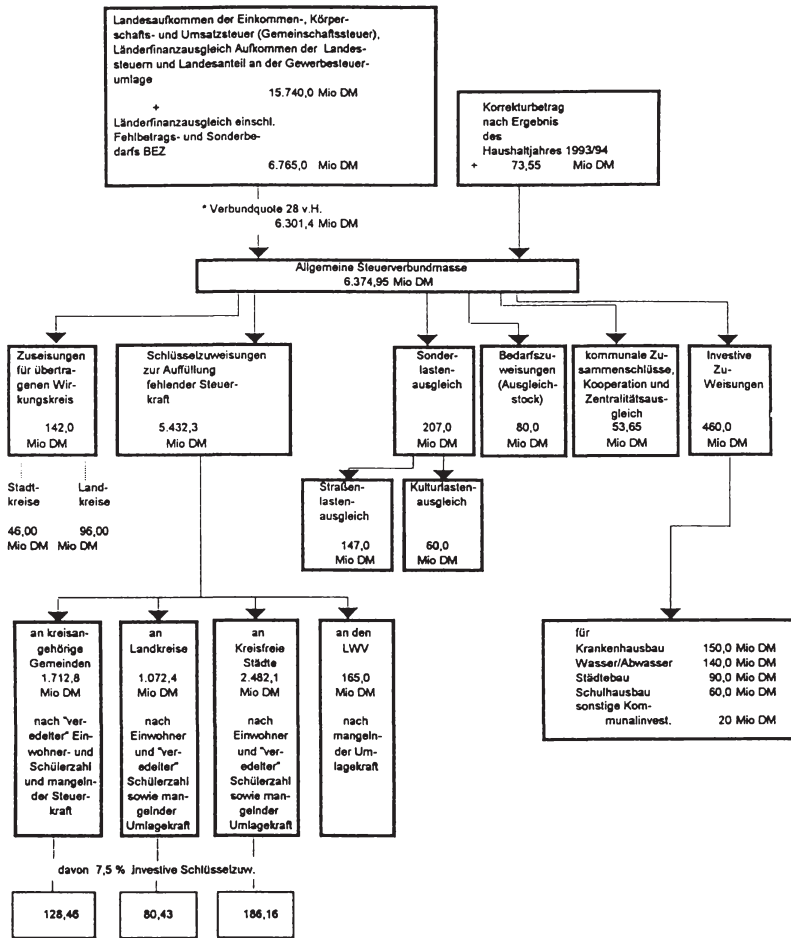 Landesaufkommen der Einkommen-, Körper-
schafts- und Umsatzsteuer (Gemeinschaftssteuer),
Länderfinanzausgleich Aufkommen der Landes-
steuern und Landesanteil an der Gewerbesteuer-
umlage
15.740,0 Mio DM
+
Länderfinanzausgleich einschl.
Fehlbetrags- und Sonderbe-
darfs BEZ
6.765,0 Mio DM
Korrekturbetrag
nach Ergebnis
des
Haushaltjahres 1993/94
+ 73,55 Mio DM
* Verbundquote 28 v.H.
6.301,4 Mio DM
Allgemeine Steuerverbundmasse
6.374,95 Mio DM
Zuseisungen
für übertra-
genen Wir-
kungskreis
142,0
Mio DM
Schlüsselzuweisungen
zur Auffüllung
fehlender Steuer-
kraft
5.432,3
Mio DM
Sonder-
lasten-
ausgleich
207,0
Mio DM
Bedarfszu-
weisungen
(Ausgleich-
stock)
80,0
Mio DM
kommunale Zu-
sammenschlüsse,
Kooperation und
Zentralitätsaus-
gleich
53,65
Mio DM
Investive
Zu-
Weisungen
460,0
Mio DM
Stadt-
kreise
46,00
Mio DM
Land-
kreise
96,00
Mio DM
Straßen-
lasten-
ausgleich
147,0
Mio DM
Kulturlasten-
ausgleich
60,0
Mio DM
an kreisan-
gehörige
Gemeinden
1.712,8
Mio DM
nach "ver-
edelter" Ein-
wohner- und
Schülerzahl
und mangeln-
der Steuer-
kraft
an
Landkreise
1.072,4
Mio DM
nach
Einwohner
und "ver-
edelter"
Schülerzahl
sowie man-
gelnder
Umlagekraft
an
Kreisfreie
Städte
2.482,1
Mio DM
nach
Einwohner
und "ver-
edelter"
Schülerzahl
sowie man-
gelnder
Umlagekraft
an den
LWV
165,0
Mio DM
nach
mangeln-
der Um-
lagekraft
für
Krankenhausbau 150,0 Mio DM
Wasser/Abwasser 140,0 Mio DM
Städtebau 90,0 Mio DM
Schulhausbau 60,0 Mio DM
sonstige Kom-
munalinvest. 20 Mio DM
davon 7,5 % Investive Schlüsselzuw.
128,46
80,43
186,16